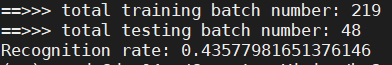 ==>>> total training batch number: 219
==>>> total testing batch number: 48
Recognition rate: 0.43577981651376146